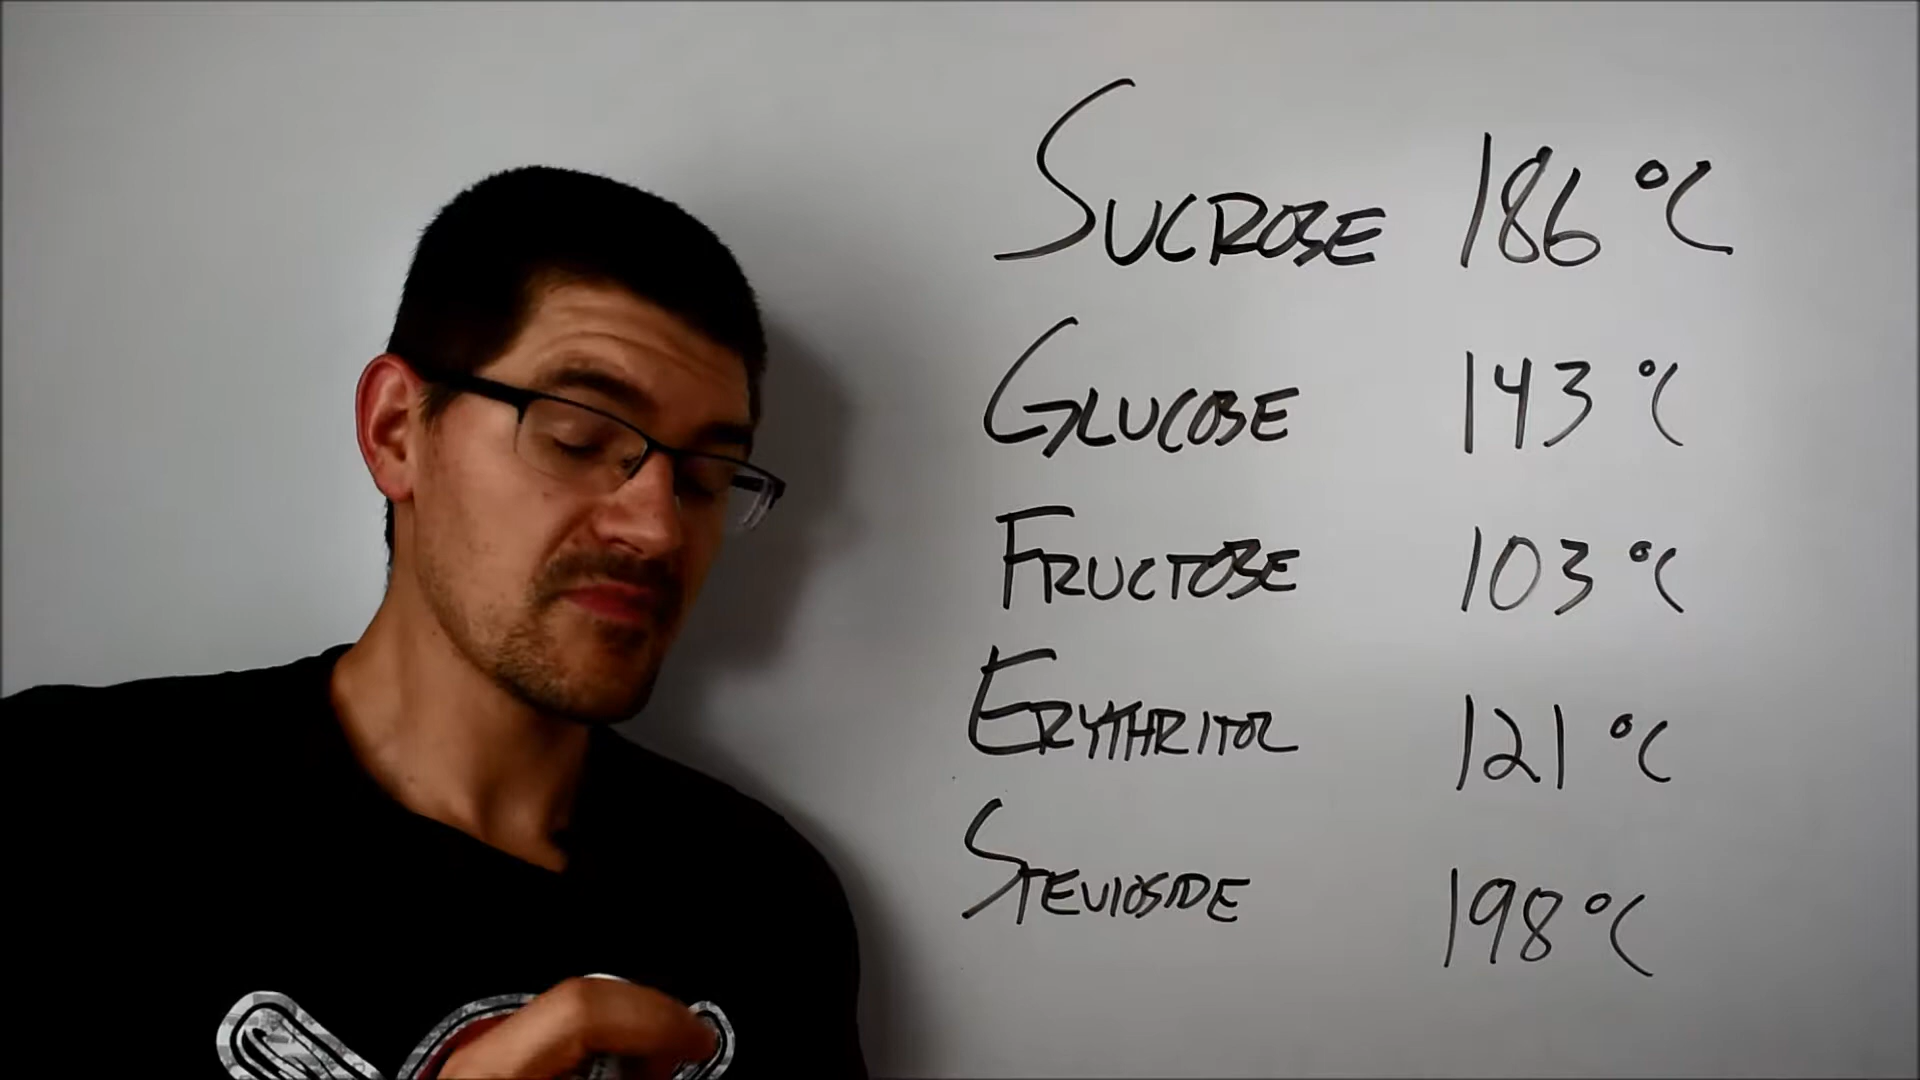 SUCROSE 186 °C
GLUCOSE 143 °C
FRUCTOSE 103 °C
ERYTHRITOL 121 °C
STEVIOSIDE 198 °C